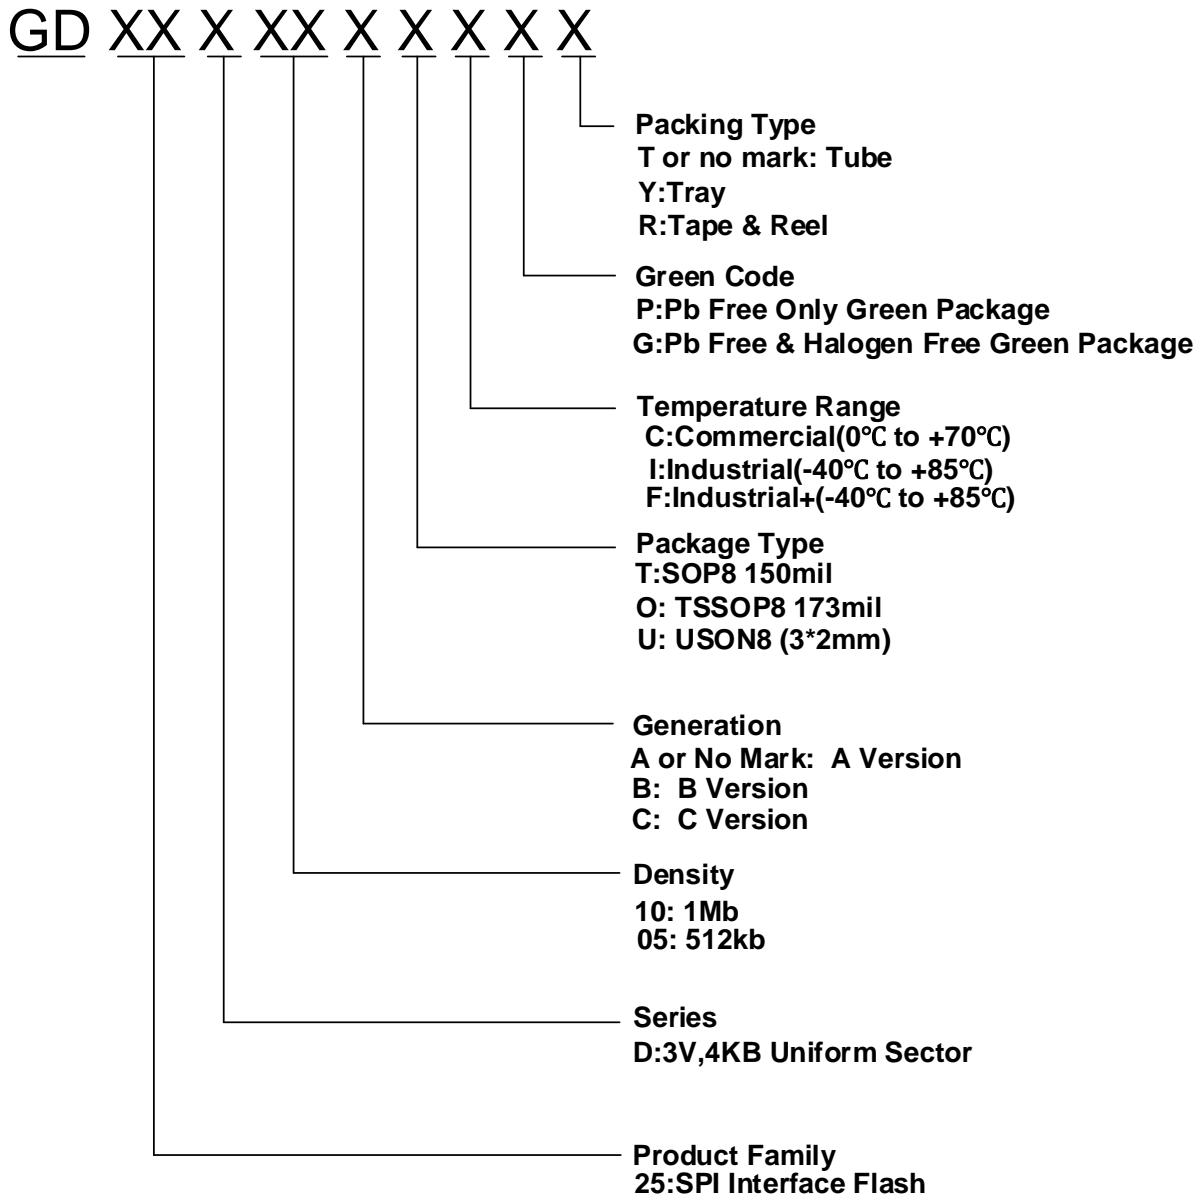 GD XX X XX X X X X X
Packing Type
T or no mark: Tube
Y:Tray
R:Tape & Reel
Green Code
P:Pb Free Only Green Package
G:Pb Free & Halogen Free Green Package
Temperature Range
C:Commercial(0℃ to +70℃)
I:Industrial(-40℃ to +85℃)
F:Industrial+(-40℃ to +85℃)
Package Type
T:SOP8 150mil
O: TSSOP8 173mil
U: USON8 (3*2mm)
Generation
A or No Mark: A Version
B: B Version
C: C Version
Density
10: 1Mb
05: 512kb
Series
D:3V,4KB Uniform Sector
Product Family
25:SPI Interface Flash